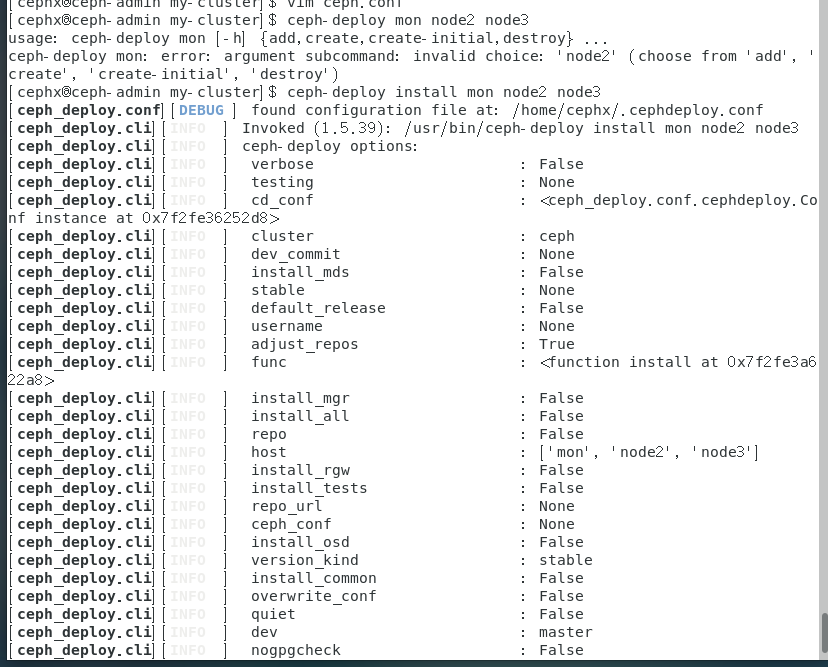 [cephx@ceph-admin my-cluster]$ vim ceph.conf
[cephx@ceph-admin my-cluster]$ ceph-deploy mon node2 node3
usage: ceph-deploy mon [-h] {add,create,create-initial,destroy} ...
ceph-deploy mon: error: argument subcommand: invalid choice: 'node2' (choose from 'add', '
create', 'create-initial', 'destroy')
[cephx@ceph-admin my-cluster]$ ceph-deploy install mon node2 node3
[ceph_deploy.conf][DEBUG ] found configuration file at: /home/cephx/.cephdeploy.conf
[ceph_deploy.cli][INFO  ] Invoked (1.5.39): /usr/bin/ceph-deploy install mon node2 node3
[ceph_deploy.cli][INFO  ] ceph-deploy options:
[ceph_deploy.cli][INFO  ]  verbose                       : False
[ceph_deploy.cli][INFO  ]  testing                       : None
[ceph_deploy.cli][INFO  ]  cd_conf                       : <ceph_deploy.conf.cephdeploy.Co
nf instance at 0x7f2fe36252d8>
[ceph_deploy.cli][INFO  ]  cluster                       : ceph
[ceph_deploy.cli][INFO  ]  dev_commit                    : None
[ceph_deploy.cli][INFO  ]  install_mds                   : False
[ceph_deploy.cli][INFO  ]  stable                        : None
[ceph_deploy.cli][INFO  ]  default_release               : False
[ceph_deploy.cli][INFO  ]  username                      : None
[ceph_deploy.cli][INFO  ]  adjust_repos                  : True
[ceph_deploy.cli][INFO  ]  func                          : <function install at 0x7f2fe3a6
22a8>
[ceph_deploy.cli][INFO  ]  install_mgr                   : False
[ceph_deploy.cli][INFO  ]  install_all                   : False
[ceph_deploy.cli][INFO  ]  repo                          : False
[ceph_deploy.cli][INFO  ]  host                          : ['mon', 'node2', 'node3']
[ceph_deploy.cli][INFO  ]  install_rgw                   : False
[ceph_deploy.cli][INFO  ]  install_tests                 : False
[ceph_deploy.cli][INFO  ]  repo_url                      : None
[ceph_deploy.cli][INFO  ]  ceph_conf                     : None
[ceph_deploy.cli][INFO  ]  install_osd                   : False
[ceph_deploy.cli][INFO  ]  version_kind                  : stable
[ceph_deploy.cli][INFO  ]  install_common                : False
[ceph_deploy.cli][INFO  ]  overwrite_conf                : False
[ceph_deploy.cli][INFO  ]  quiet                         : False
[ceph_deploy.cli][INFO  ]  dev                           : master
[ceph_deploy.cli][INFO  ]  nogpgcheck                    : False